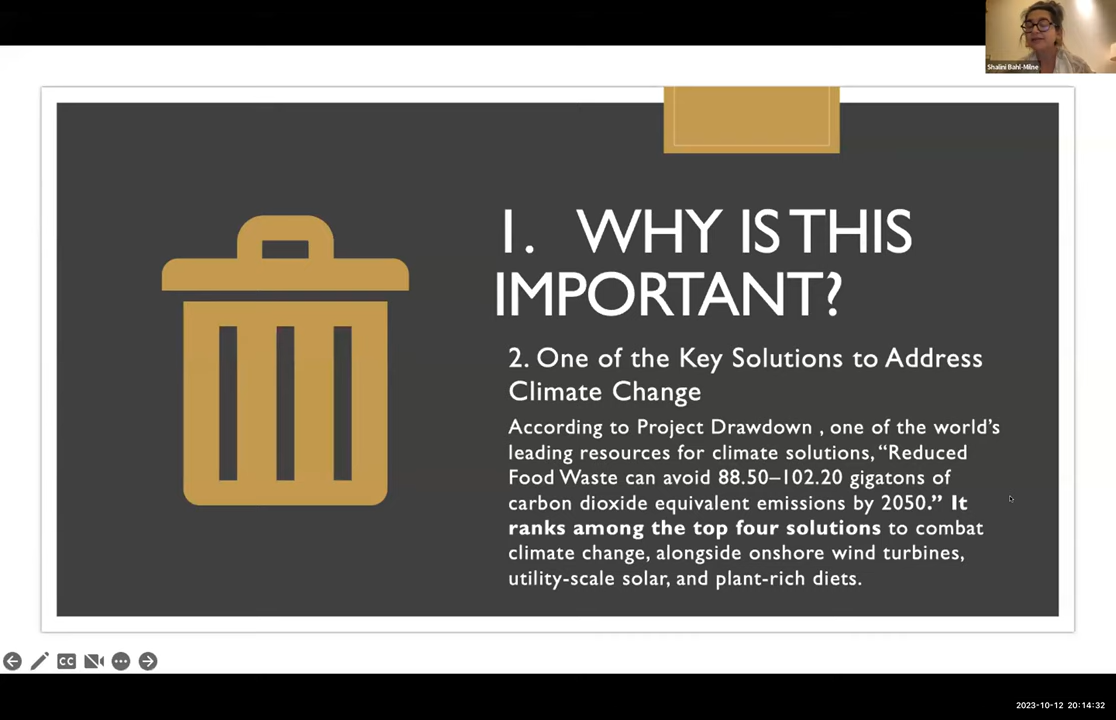 Shalini Bahl-Milne
1. WHY IS THIS
IMPORTANT?
2. One of the Key Solutions to Address
Climate Change
According to Project Drawdown , one of the world's
leading resources for climate solutions, “Reduced
Food Waste can avoid 88.50–102.20 gigatons of
carbon dioxide equivalent emissions by 2050.” It
ranks among the top four solutions to combat
climate change, alongside onshore wind turbines,
utility-scale solar, and plant-rich diets.
CC
2023-10-12 20:14:32